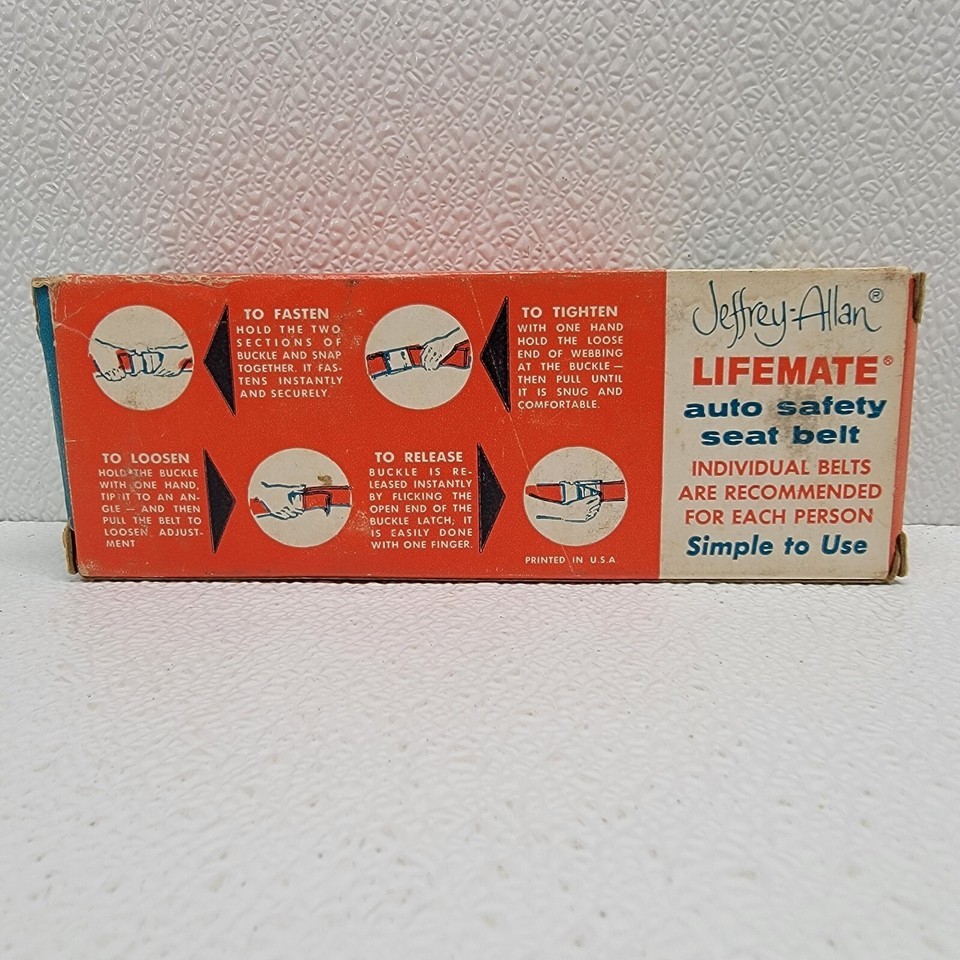 TO FASTEN
HOLD THE TWO
SECTIONS OF
BUCKLE AND SNAP
TOGETHER. IT FAS-
TENS INSTANTLY
AND SECURELY.
TO TIGHTEN
WITH ONE HAND
HOLD THE LOOSE
END OF WEBBING
AT THE BUCKLE —
THEN PULL UNTIL
IT IS SNUG AND
COMFORTABLE.
TO LOOSEN
HOLD THE BUCKLE
WITH ONE HAND,
TIP IT TO AN AN-
GLE — AND THEN
PULL THE BELT TO
LOOSEN ADJUST-
MENT
TO RELEASE
BUCKLE IS RE-
LEASED INSTANTLY
BY FLICKING THE
OPEN END OF THE
BUCKLE LATCH; IT
IS EASILY DONE
WITH ONE FINGER.
PRINTED IN U.S.A.
Jeffrey-Allan®
LIFEMATE®
auto safety
seat belt
INDIVIDUAL BELTS
ARE RECOMMENDED
FOR EACH PERSON
Simple to Use